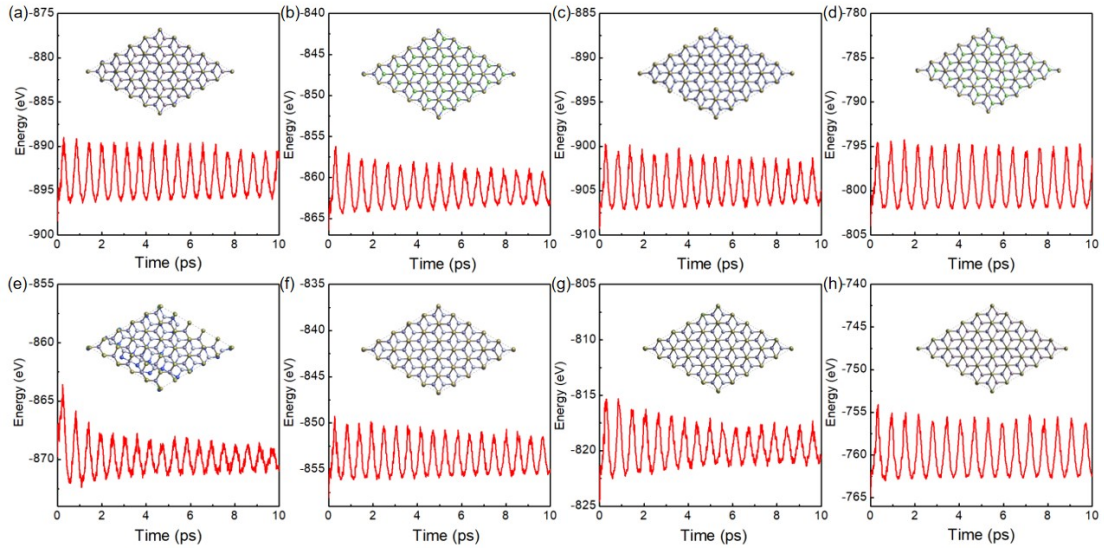 (a)
-875
-880
-885
-890
-895
-900
Energy (eV)
0 2 4 6 8 10
Time (ps)
(b)
-840
-845
-850
-855
-860
-865
Energy (eV)
0 2 4 6 8 10
Time (ps)
(c)
-885
-890
-895
-900
-905
-910
Energy (eV)
0 2 4 6 8 10
Time (ps)
(d)
-780
-785
-790
-795
-800
-805
Energy (eV)
0 2 4 6 8 10
Time (ps)
(e)
-855
-860
-865
-870
Energy (eV)
0 2 4 6 8 10
Time (ps)
(f)
-835
-840
-845
-850
-855
Energy (eV)
0 2 4 6 8 10
Time (ps)
(g)
-805
-810
-815
-820
-825
Energy (eV)
0 2 4 6 8 10
Time (ps)
(h)
-740
-745
-750
-755
-760
-765
Energy (eV)
0 2 4 6 8 10
Time (ps)